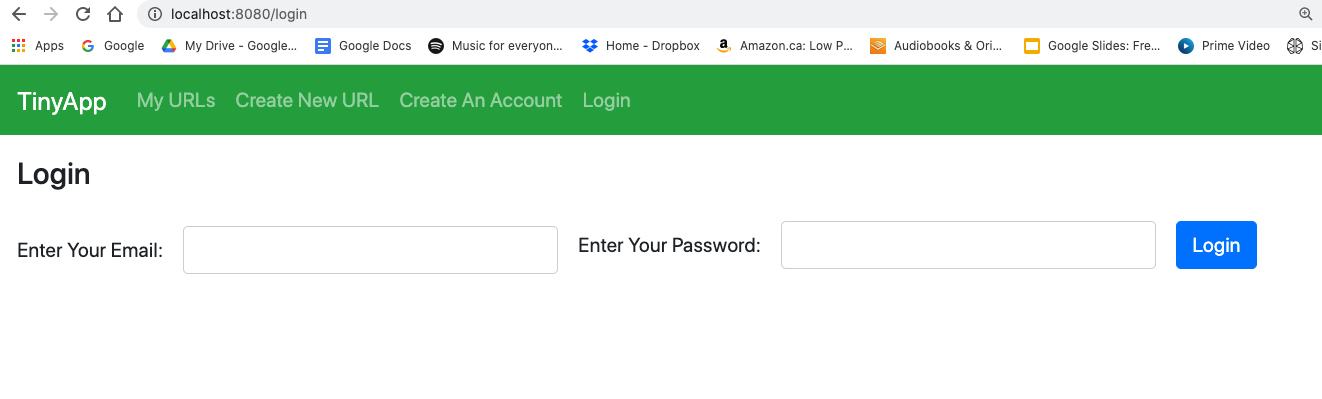 localhost:8080/login
Apps Google My Drive - Google... Google Docs Music for everyon... Home - Dropbox Amazon.ca: Low P... Audiobooks & Ori... Google Slides: Fre... Prime Video Si
TinyApp My URLs Create New URL Create An Account Login
Login
Enter Your Email: Enter Your Password: Login